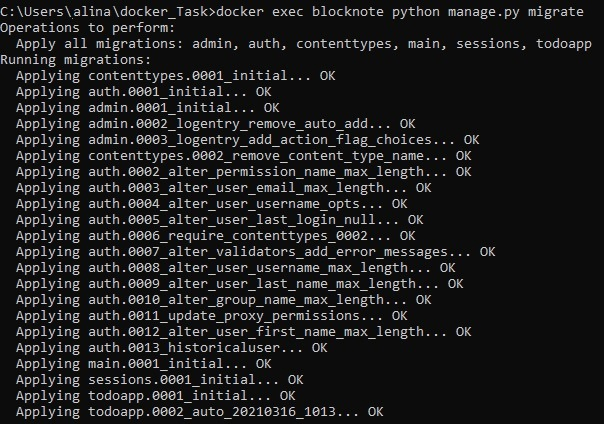 C:\Users\alina\docker_Task>docker exec blocknote python manage.py migrate
Operations to perform:
  Apply all migrations: admin, auth, contenttypes, main, sessions, todoapp
Running migrations:
  Applying contenttypes.0001_initial... OK
  Applying auth.0001_initial... OK
  Applying admin.0001_initial... OK
  Applying admin.0002_logentry_remove_auto_add... OK
  Applying admin.0003_logentry_add_action_flag_choices... OK
  Applying contenttypes.0002_remove_content_type_name... OK
  Applying auth.0002_alter_permission_name_max_length... OK
  Applying auth.0003_alter_user_email_max_length... OK
  Applying auth.0004_alter_user_username_opts... OK
  Applying auth.0005_alter_user_last_login_null... OK
  Applying auth.0006_require_contenttypes_0002... OK
  Applying auth.0007_alter_validators_add_error_messages... OK
  Applying auth.0008_alter_user_username_max_length... OK
  Applying auth.0009_alter_user_last_name_max_length... OK
  Applying auth.0010_alter_group_name_max_length... OK
  Applying auth.0011_update_proxy_permissions... OK
  Applying auth.0012_alter_user_first_name_max_length... OK
  Applying auth.0013_historicaluser... OK
  Applying main.0001_initial... OK
  Applying sessions.0001_initial... OK
  Applying todoapp.0001_initial... OK
  Applying todoapp.0002_auto_20210316_1013... OK